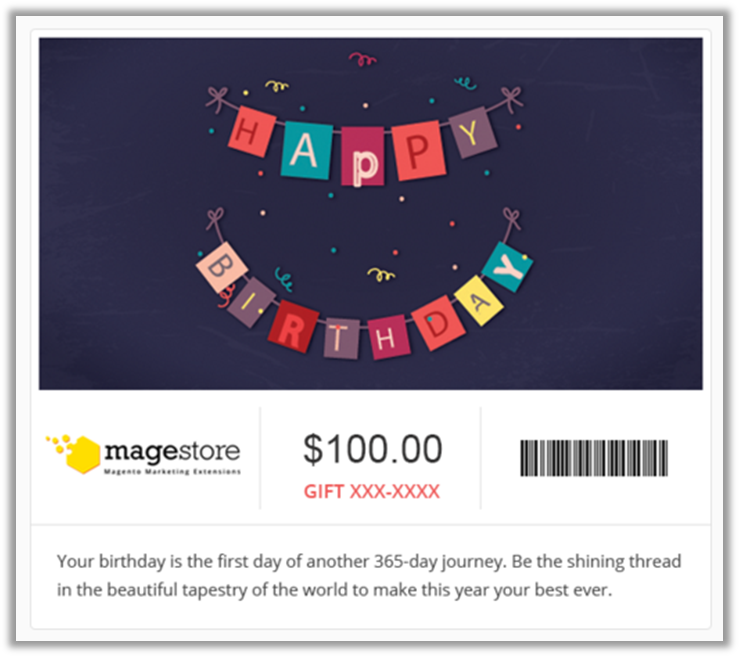 HAPPY
BIRTHDAY
magestore
Magento Marketing Extensions
$100.00
GIFT XXX-XXXX
Your birthday is the first day of another 365-day journey. Be the shining thread
in the beautiful tapestry of the world to make this year your best ever.